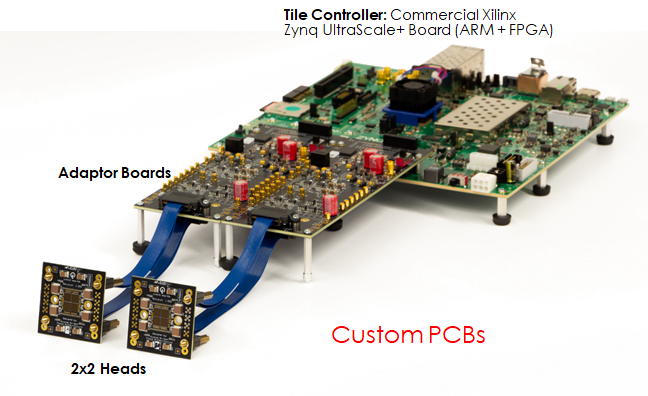 Tile Controller: Commercial Xilinx
Zynq UltraScale+ Board (ARM + FPGA)
Adaptor Boards
Custom PCBs
2x2 Heads